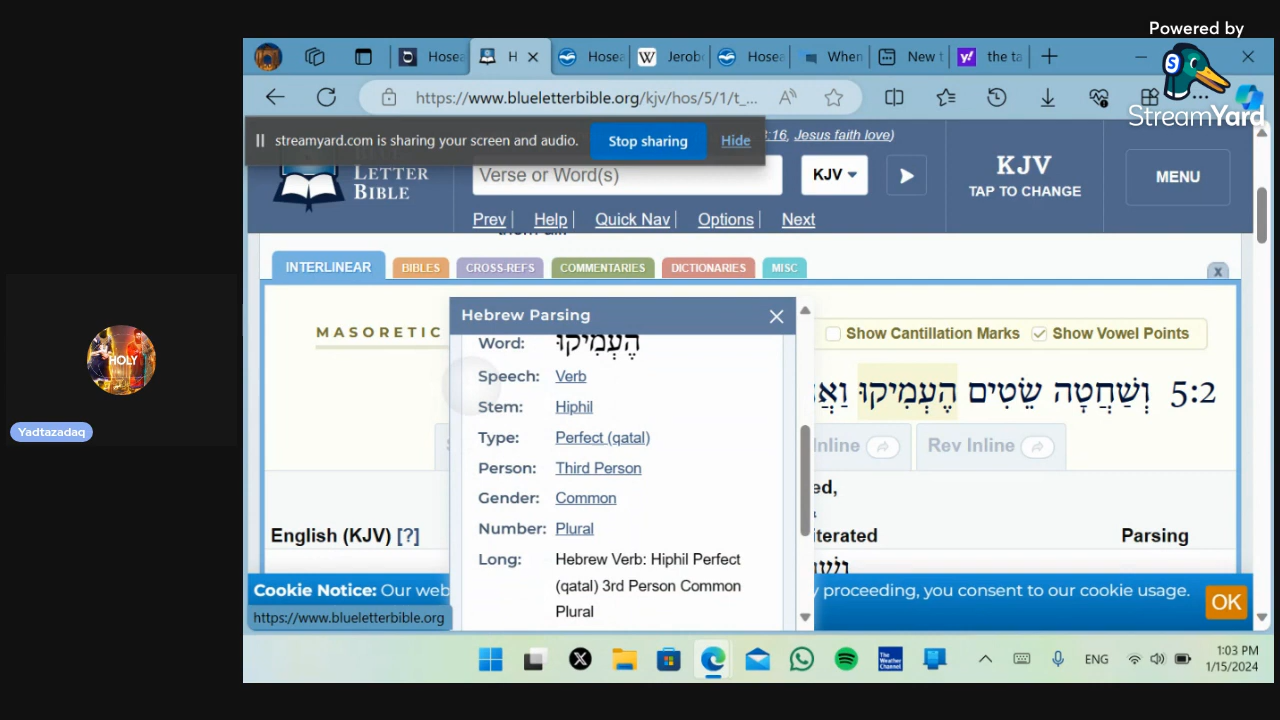 Powered by
StreamYard
Hosea
H
Hosea
Jerob
Hosea
When
New t
the ta
https://www.blueletterbible.org/kjv/hos/5/1/t_...
streamyard.com is sharing your screen and audio.
Stop sharing
Hide
:16, Jesus faith love)
LETTER
BIBLE
Verse or Word(s)
KJV
KJV
TAP TO CHANGE
MENU
Prev
Help
Quick Nav
Options
Next
INTERLINEAR
BIBLES
CROSS-REFS
COMMENTARIES
DICTIONARIES
MISC
x
MASORETIC
Hebrew Parsing
Show Cantillation Marks
Show Vowel Points
Word: הֶעְמִיקוּ
Speech: Verb
Stem: Hiphil
Type: Perfect (qatal)
Person: Third Person
Gender: Common
Number: Plural
Long: Hebrew Verb: Hiphil Perfect
(qatal) 3rd Person Common
Plural
5:2 וְשַׁחֲטָה שֵׂטִים הֶעְמִיקוּ וַאֲ
Inline
Rev Inline
ed,
English (KJV) [?]
iterated
Parsing
Cookie Notice: Our web
y proceeding, you consent to our cookie usage.
OK
https://www.blueletterbible.org
HOLY
Yadtazadaq
The
Weather
Channel
ENG
1:03 PM
1/15/2024